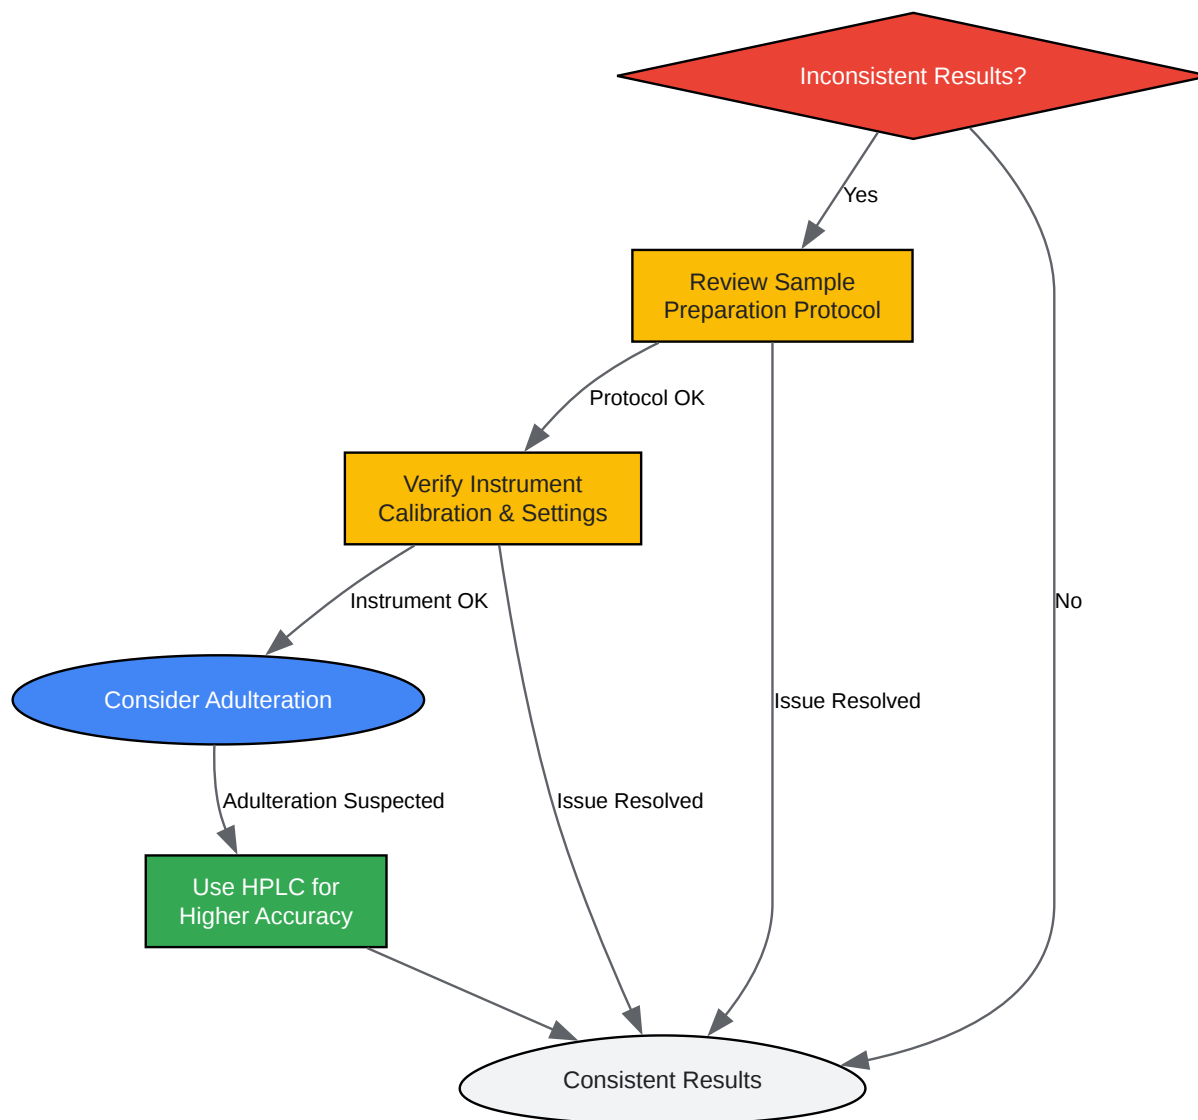 Inconsistent Results?
Yes
Review Sample
Preparation Protocol
Protocol OK
Verify Instrument
Calibration & Settings
Instrument OK
No
Consider Adulteration
Issue Resolved
Adulteration Suspected
Issue Resolved
Use HPLC for
Higher Accuracy
Consistent Results